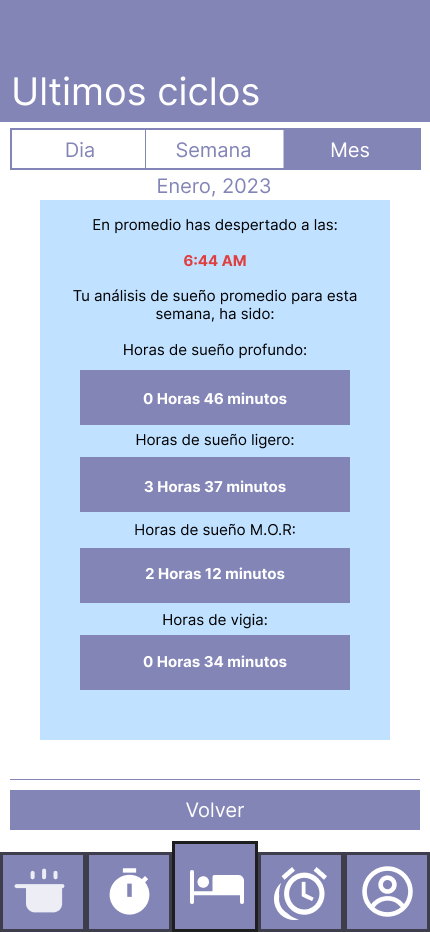 Ultimos ciclos
Dia
Semana
Mes
Enero, 2023
En promedio has despertado a las:
6:44 AM
Tu análisis de sueño promedio para esta
semana, ha sido:
Horas de sueño profundo:
0 Horas 46 minutos
Horas de sueño ligero:
3 Horas 37 minutos
Horas de sueño M.O.R:
2 Horas 12 minutos
Horas de vigia:
0 Horas 34 minutos
Volver